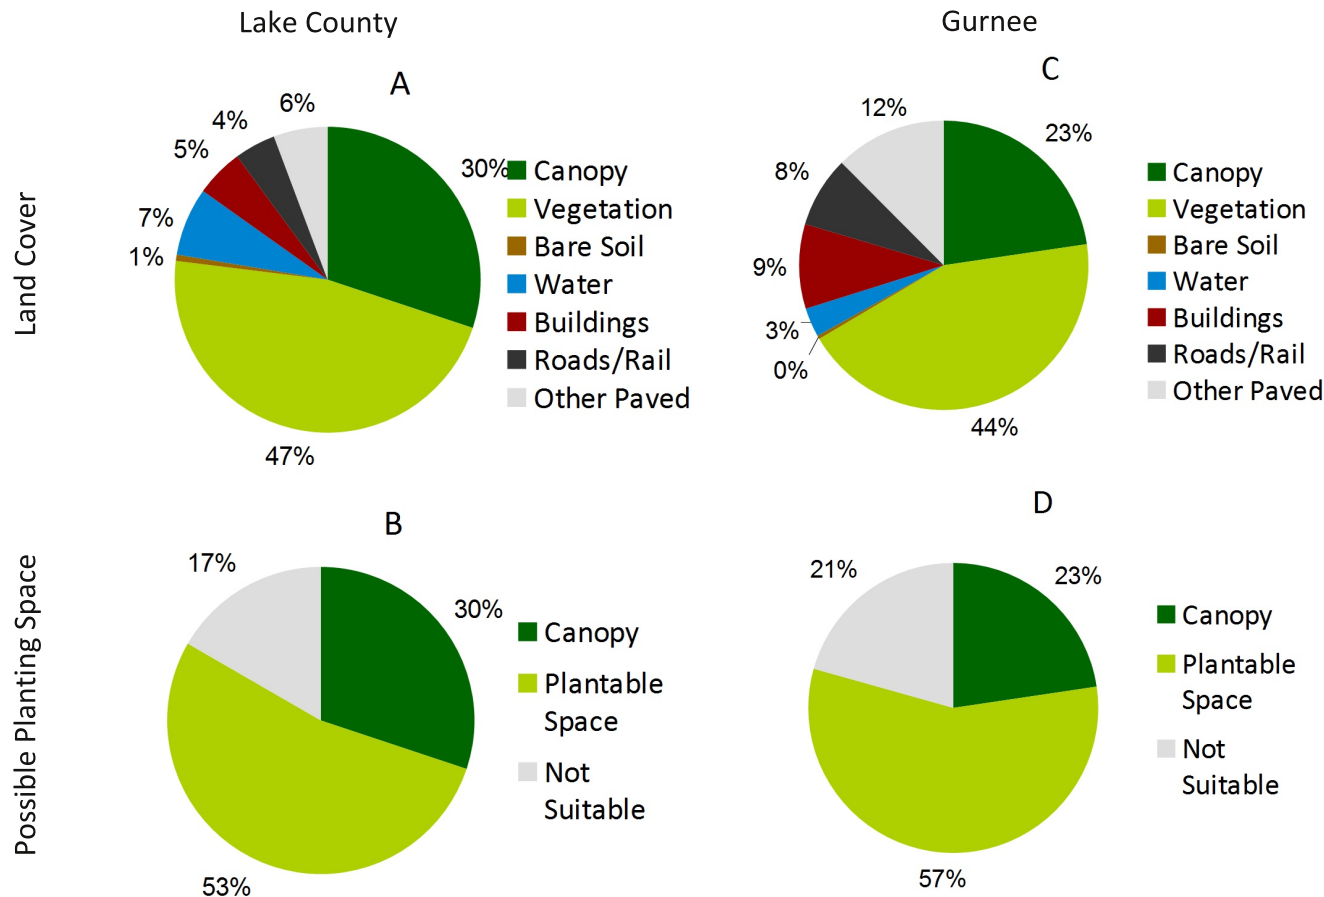 Lake County
Gurnee
Land Cover
A
6%
4%
5%
7%
1%
30%
47%
Canopy
Vegetation
Bare Soil
Water
Buildings
Roads/Rail
Other Paved
C
12%
8%
9%
3%
0%
23%
44%
Canopy
Vegetation
Bare Soil
Water
Buildings
Roads/Rail
Other Paved
Possible Planting Space
B
17%
30%
53%
Canopy
Plantable
Space
Not
Suitable
D
21%
23%
57%
Canopy
Plantable
Space
Not
Suitable